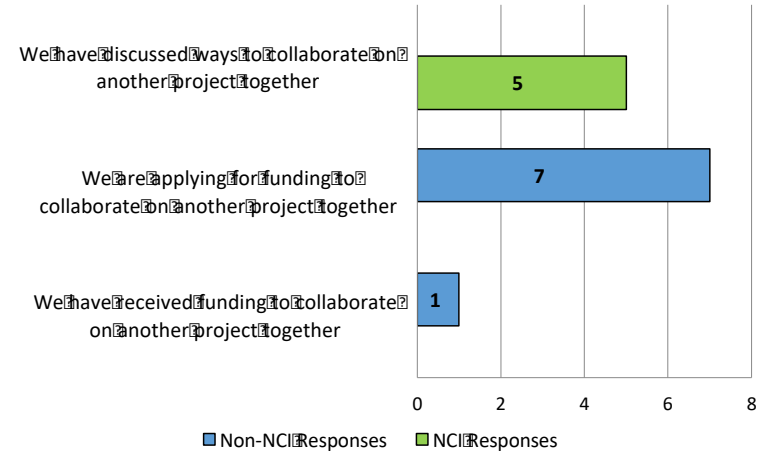 We have discussed ways to collaborate on
another project together
5
We are applying for funding to
collaborate on another project together
7
We have received funding to collaborate
on another project together
1
0 2 4 6 8
Non-NCI Responses NCI Responses